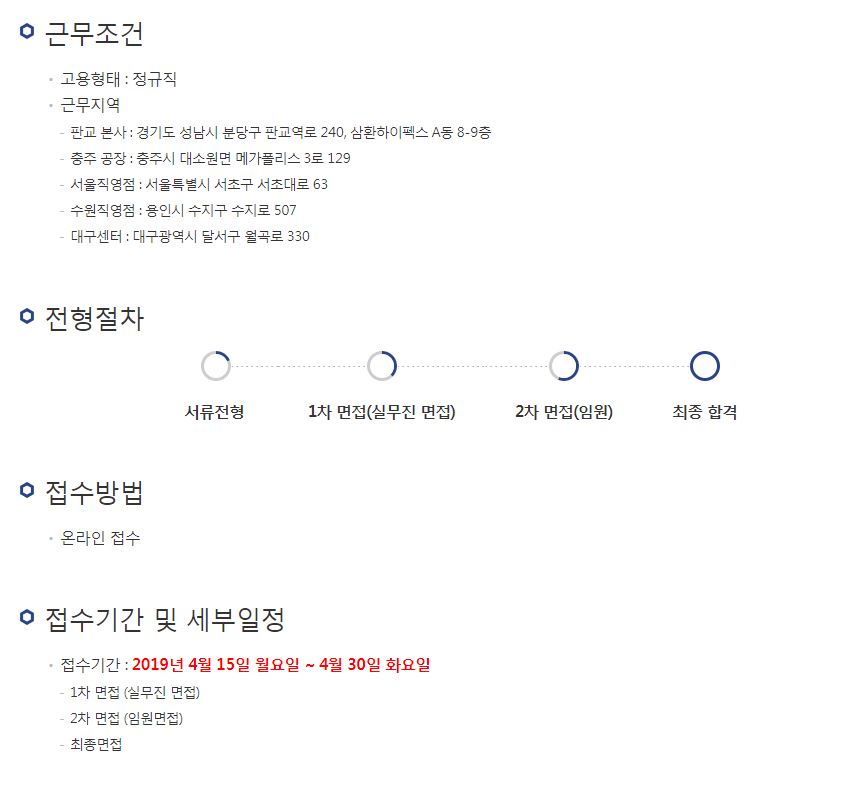 근무조건
고용형태 : 정규직
근무지역
- 판교 본사 : 경기도 성남시 분당구 판교역로 240, 삼환하이펙스 A동 8-9층
- 충주 공장 : 충주시 대소원면 메가폴리스 3로 129
- 서울직영점 : 서울특별시 서초구 서초대로 63
- 수원직영점 : 용인시 수지구 수지로 507
- 대구센터 : 대구광역시 달서구 월곡로 330
전형절차
서류전형 1차 면접(실무진 면접) 2차 면접(임원) 최종 합격
접수방법
온라인 접수
접수기간 및 세부일정
접수기간 : 2019년 4월 15일 월요일 ~ 4월 30일 화요일
- 1차 면접 (실무진 면접)
- 2차 면접 (임원면접)
- 최종면접